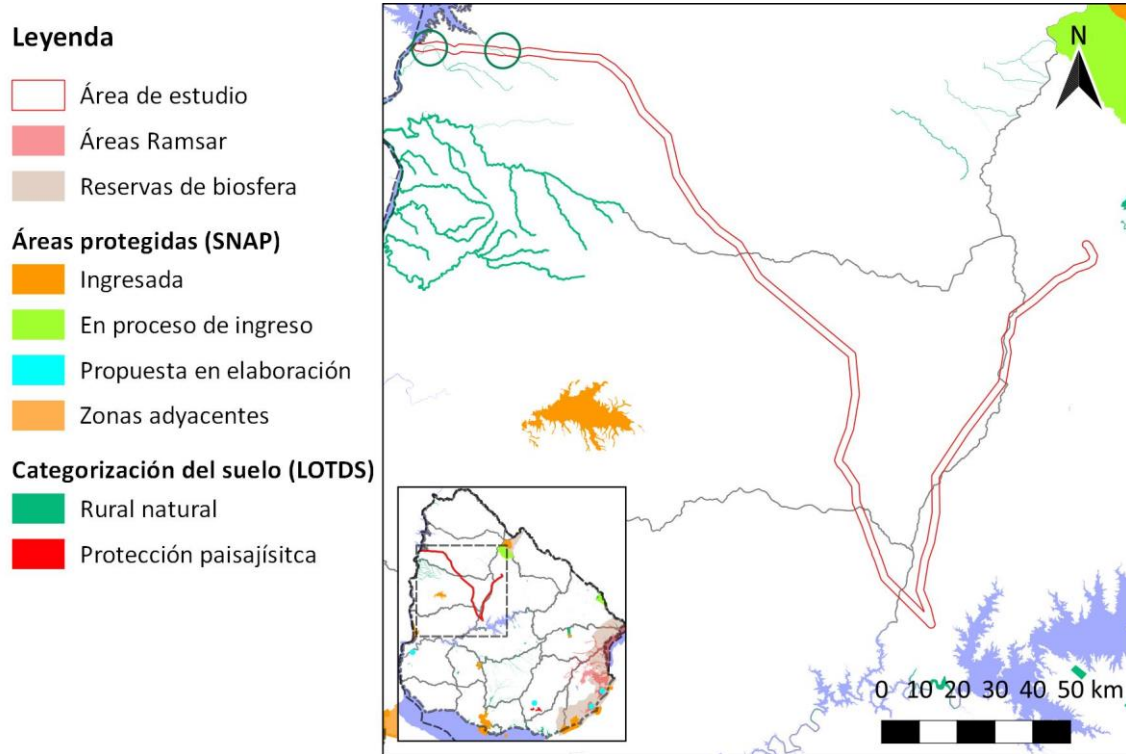 Leyenda
Área de estudio
Áreas Ramsar
Reservas de biosfera
Áreas protegidas (SNAP)
Ingresada
En proceso de ingreso
Propuesta en elaboración
Zonas adyacentes
Categorización del suelo (LOTDS)
Rural natural
Protección paisajísitca
N
0 10 20 30 40 50 km